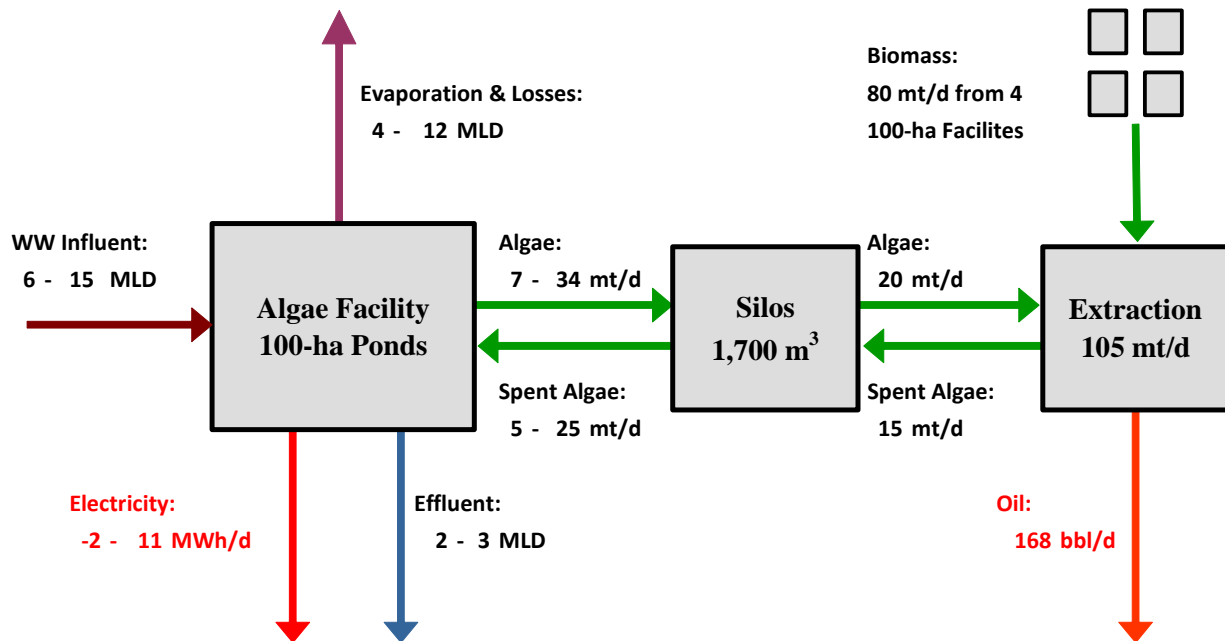 Evaporation & Losses:
4 - 12 MLD
Biomass:
80 mt/d from 4
100-ha Facilites
WW Influent:
6 - 15 MLD
Algae Facility
100-ha Ponds
Algae:
7 - 34 mt/d
Spent Algae:
5 - 25 mt/d
Silos
1,700 m³
Algae:
20 mt/d
Spent Algae:
15 mt/d
Extraction
105 mt/d
Electricity:
-2 - 11 MWh/d
Effluent:
2 - 3 MLD
Oil:
168 bbl/d